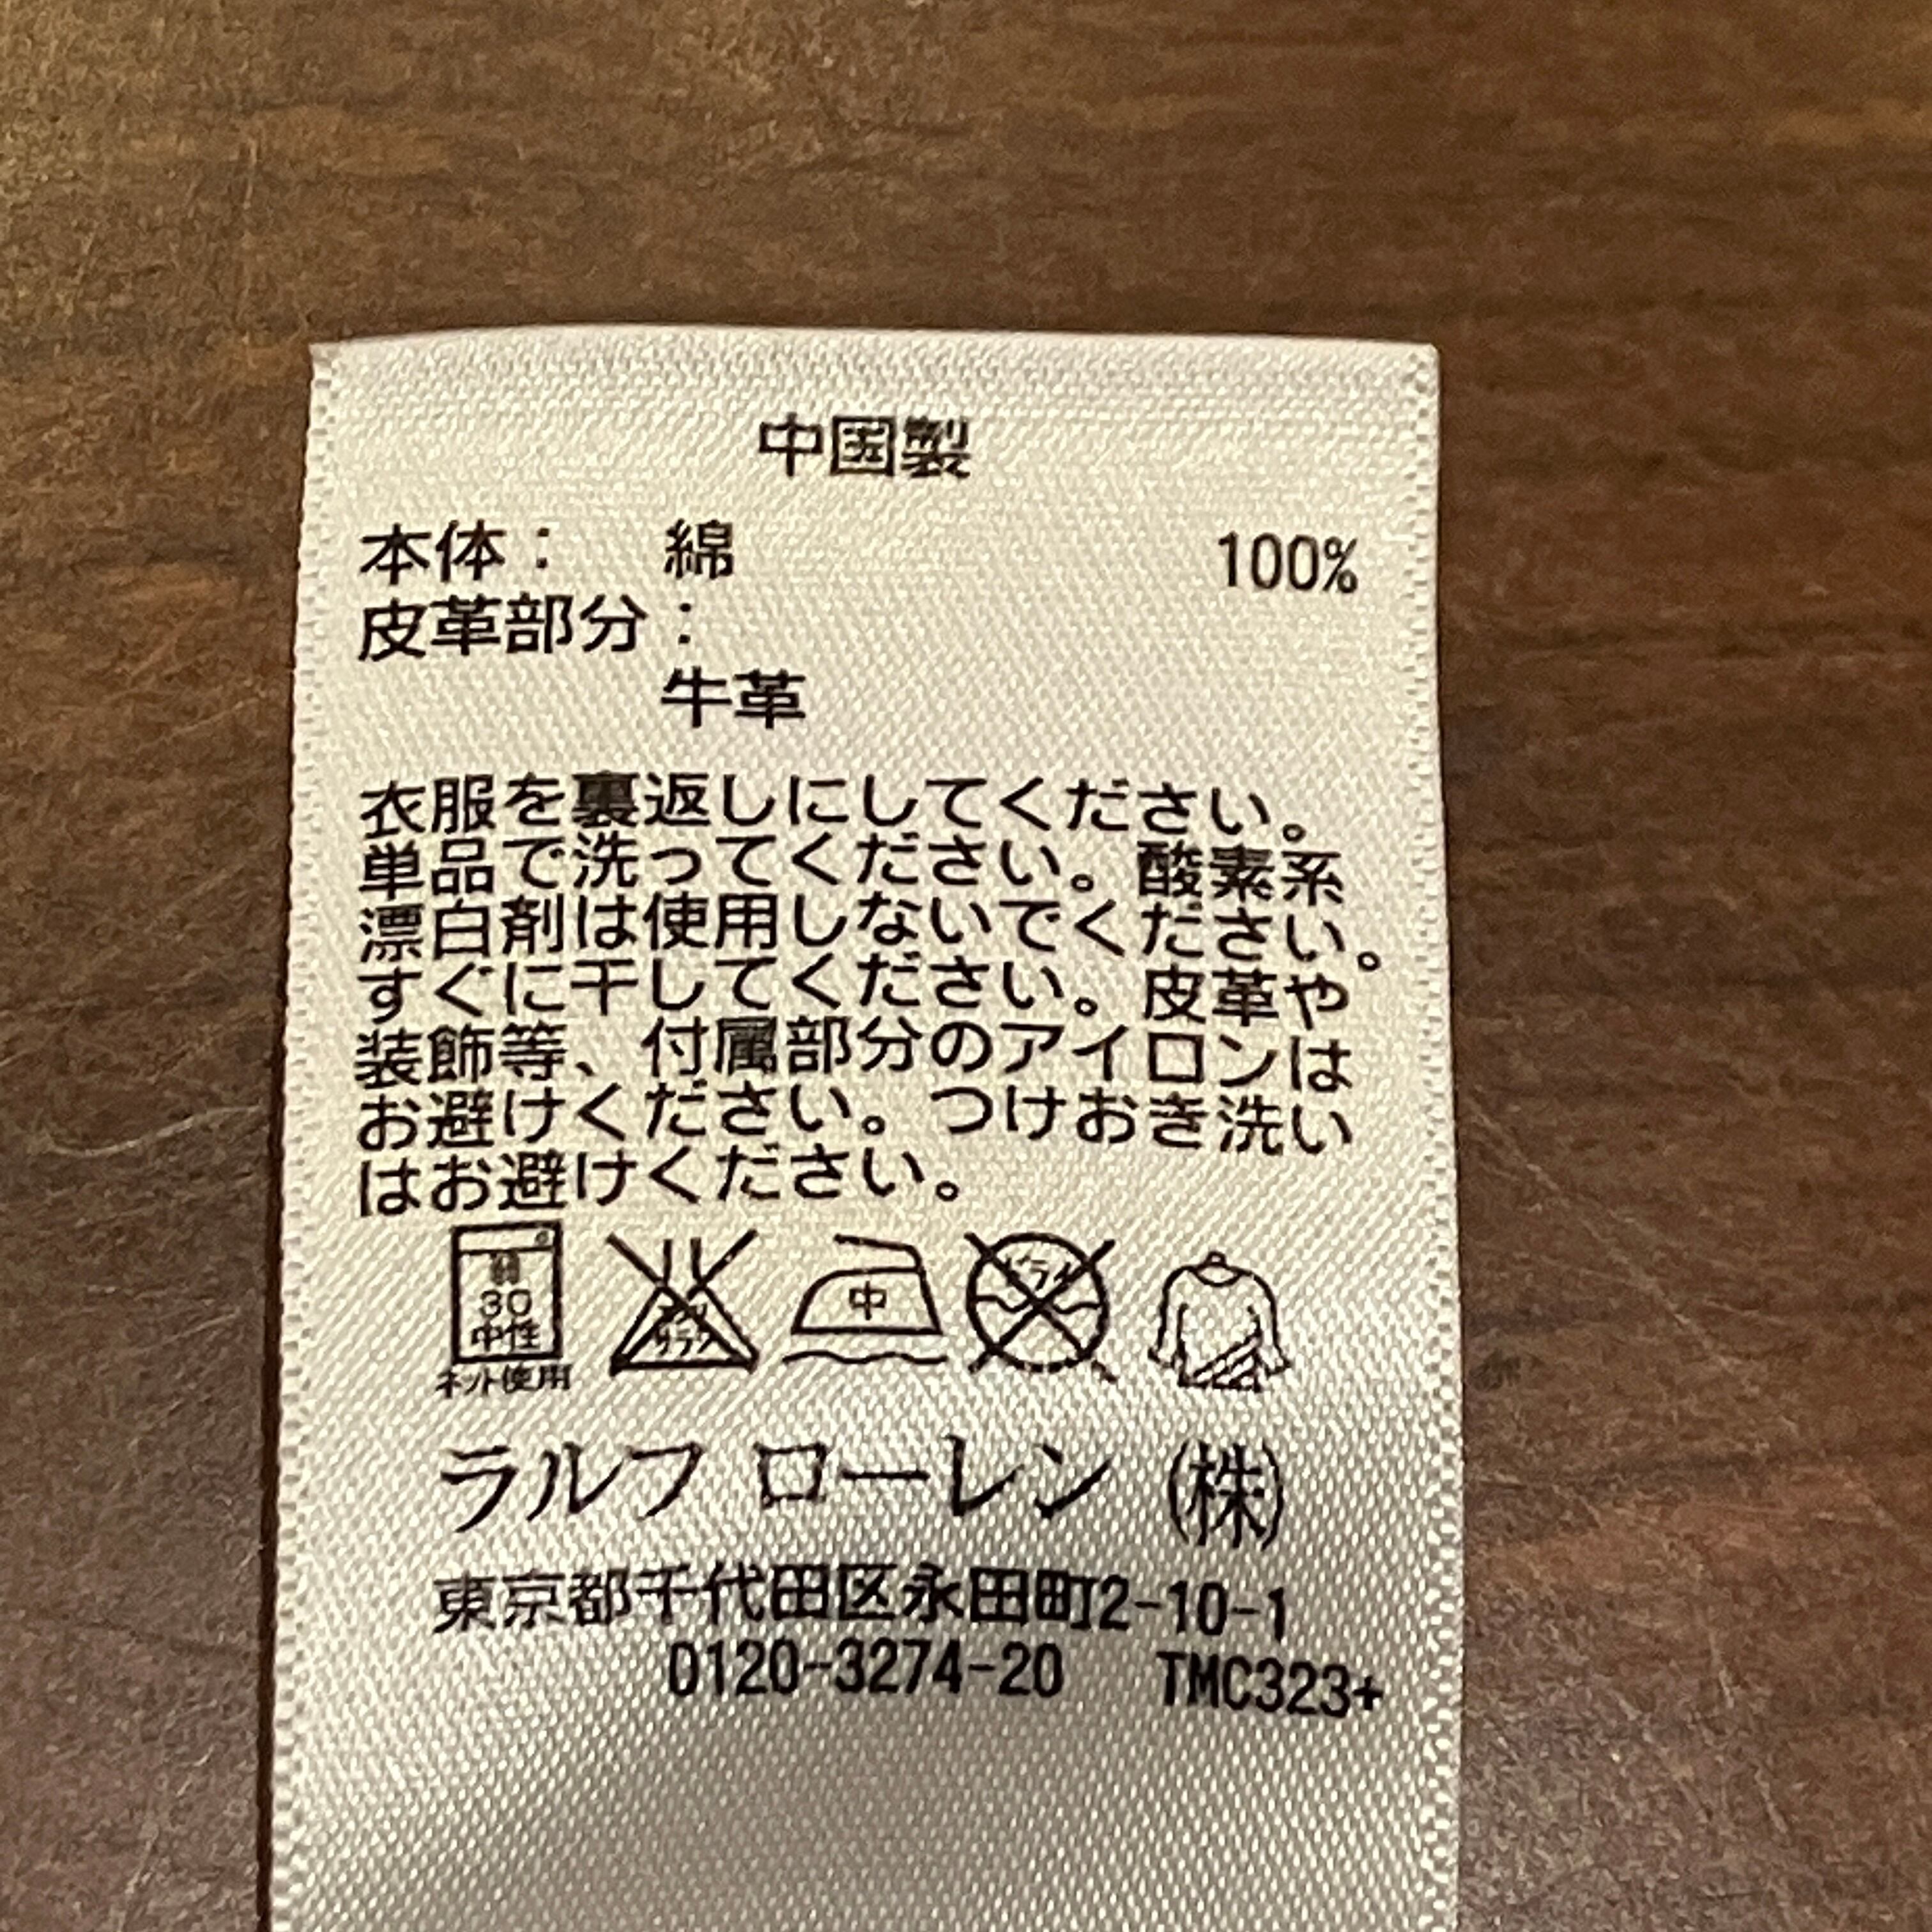 中国製
本体： 綿 100%
皮革部分：
牛革
衣服を裏返しにしてください。
単品で洗ってください。酸素系
漂白剤は使用しないでください。
すぐに干してください。皮革や
装飾等、付属部分のアイロンは
お避けください。つけおき洗い
はお避けください。
弱
30
中性
ネット使用
エンソ
サラシ
中
ドライ
ラルフ ローレン (株)
東京都千代田区永田町2-10-1
0120-3274-20 TMC323+